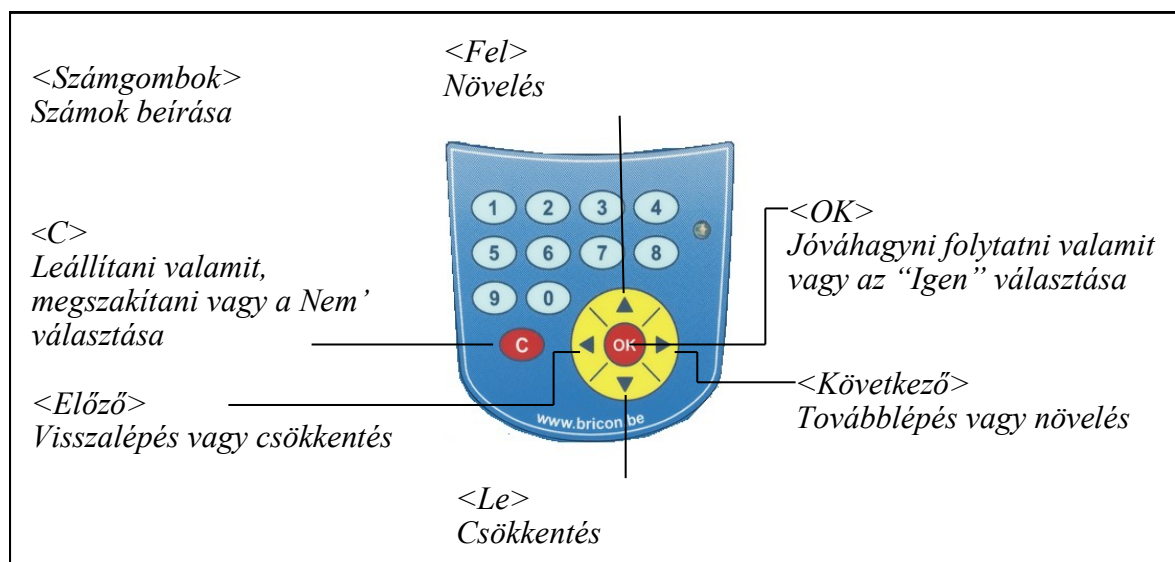 <Fel>
Növelés
<Számgombok>
Számok beírása
1 2 3 4
5 6 7 8
9 0
C
OK
www.bricon.be
<C>
Leállítani valamit,
megszakítani vagy a Nem’
választása
<OK>
Jóváhagyni folytatni valamit
vagy az “Igen” választása
<Előző>
Visszalépés vagy csökkentés
<Következő>
Továbblépés vagy növelés
<Le>
Csökkentés